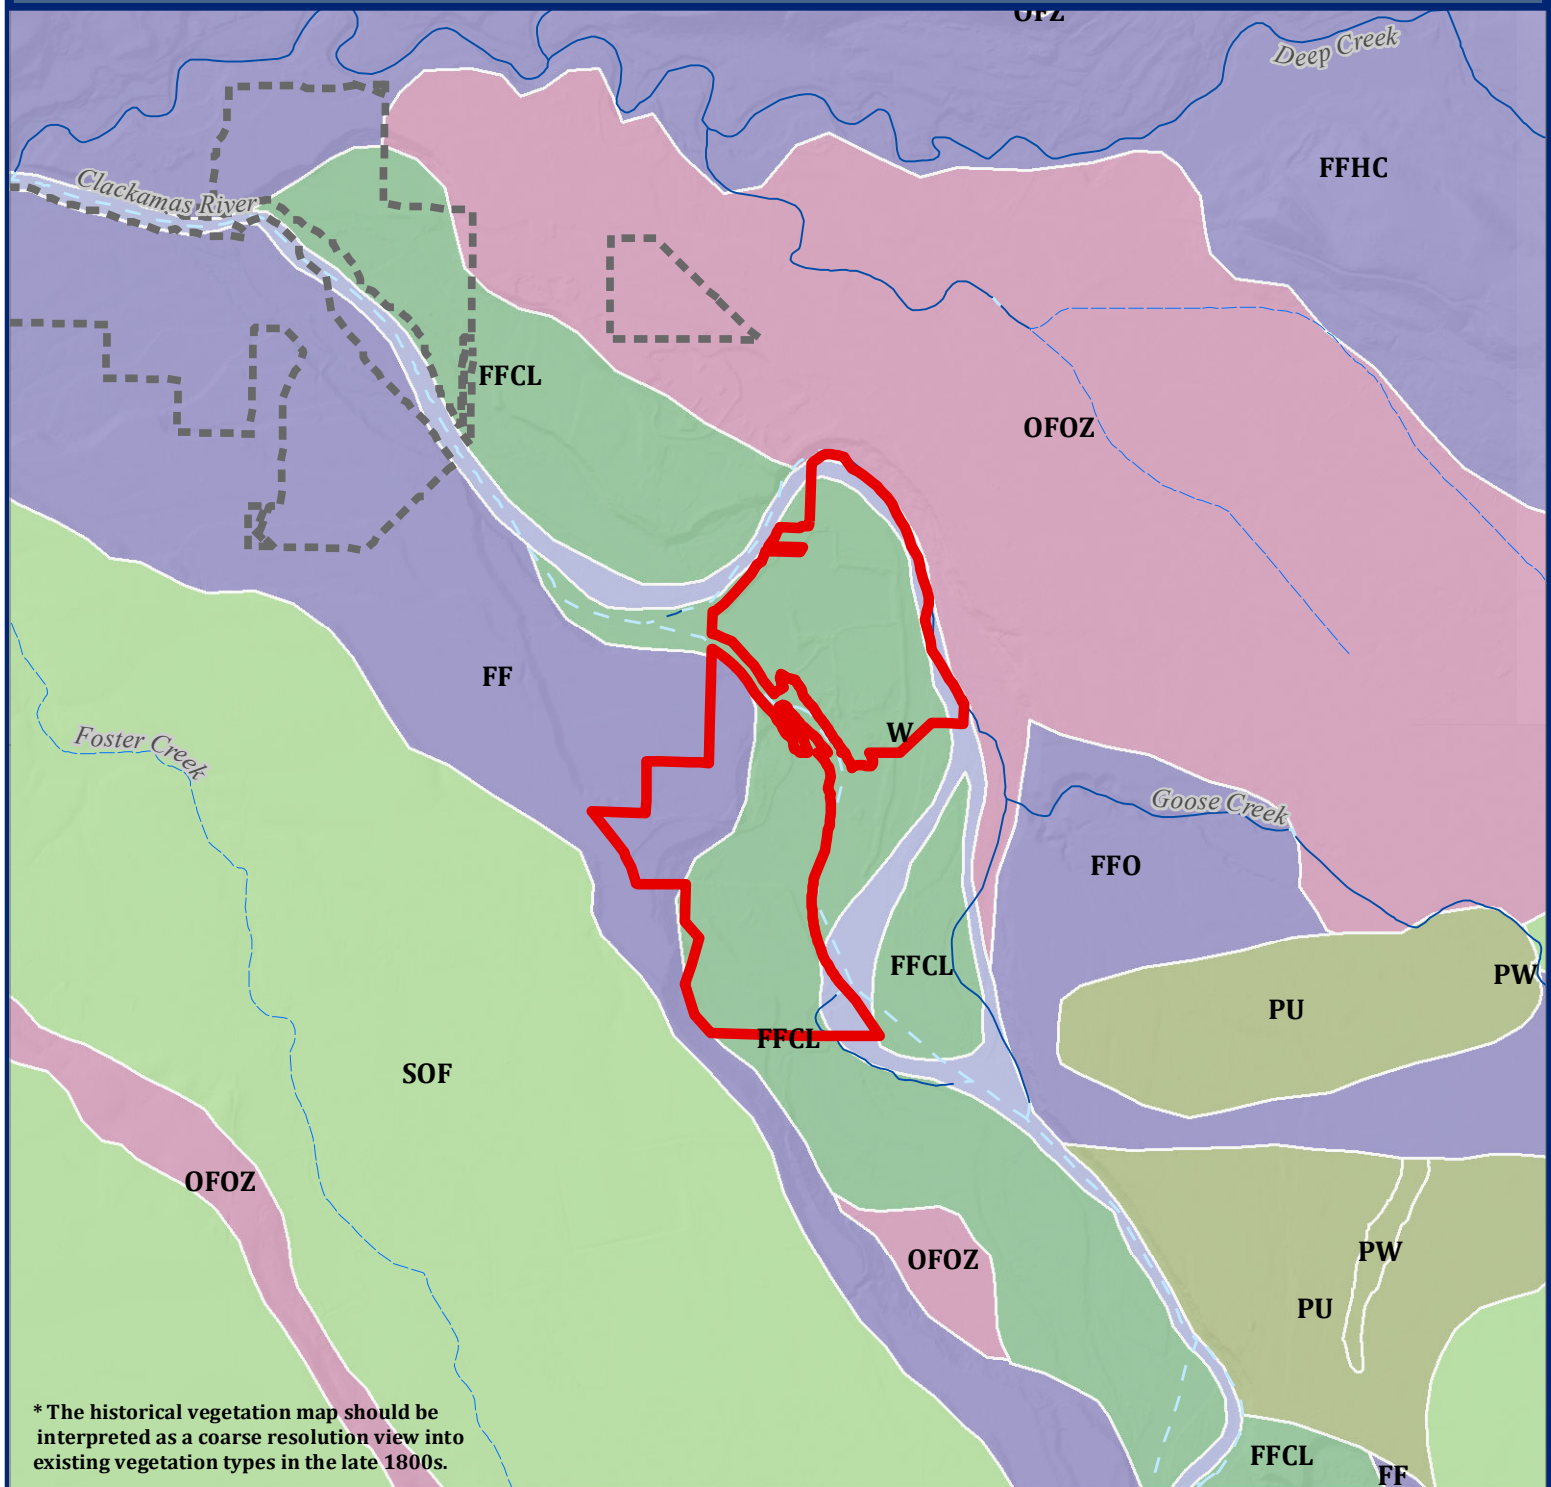 OFZ
Deep Creek
FFHC
Clackamas River
FFCL
OFOZ
FF
W
Foster Creek
Goose Creek
FFO
FFCL
PW
PU
FFCL
SOF
OFOZ
PW
OFOZ
PU
* The historical vegetation map should be
interpreted as a coarse resolution view into
existing vegetation types in the late 1800s.
FFCL
FF